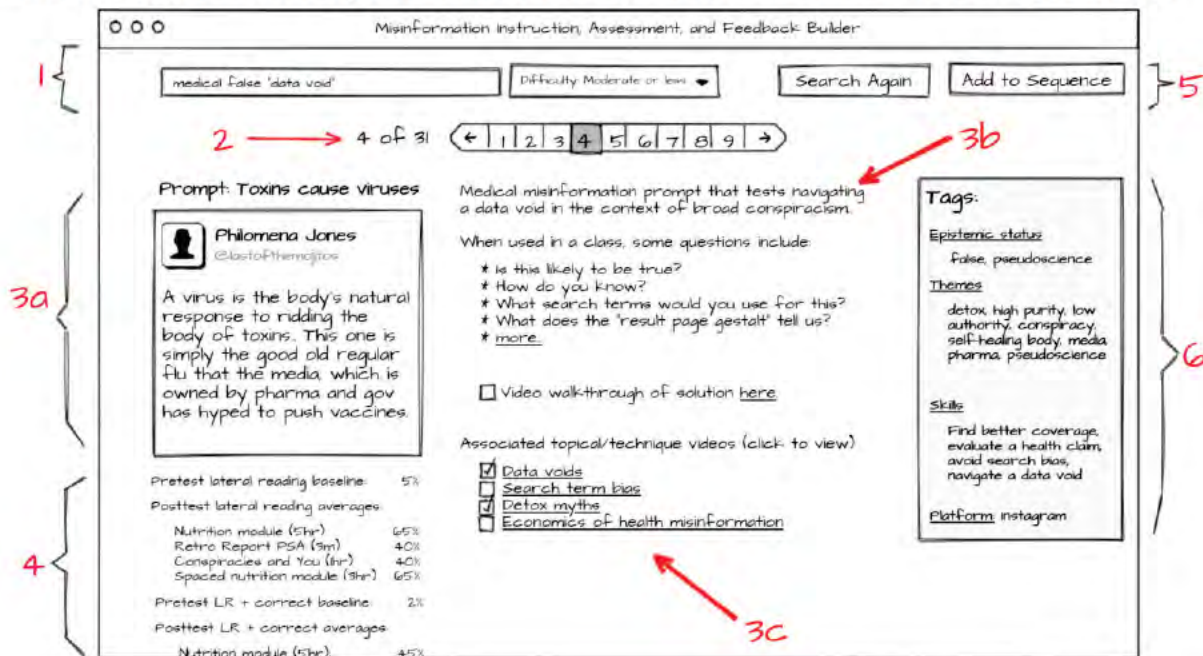 Misinformation Instruction, Assessment, and Feedback Builder
1
medical false "data void"
Difficulty: Moderate or less
Search Again
Add to Sequence
5
2
4 of 31
← 1 2 3 4 5 6 7 8 9 →
3b
3a
Prompt: Toxins cause viruses
Philomena Jones
@lastofthemojitos
A virus is the body's natural
response to ridding the
body of toxins. This one is
simply the good old regular
flu that the media, which is
owned by pharma and gov
has hyped to push vaccines.
Medical misinformation prompt that tests navigating
a data void in the context of broad conspiracism.
When used in a class, some questions include:
* Is this likely to be true?
* How do you know?
* What search terms would you use for this?
* What does the "result page gestalt" tell us?
* more...
Video walk-through of solution here.
Associated topical/technique videos (click to view)
Data voids
Search term bias
Detox myths
Economics of health misinformation
3c
Tags:
Epistemic status
false, pseudoscience
Themes
detox, high purity, low
authority, conspiracy,
self-healing body, media,
pharma, pseudoscience
Skills
Find better coverage,
evaluate a health claim,
avoid search bias,
navigate a data void
Platform: instagram
6
4
Pretest lateral reading baseline: 5%
Posttest lateral reading averages:
Nutrition module (5hr) 65%
Retro Report PSA (3m) 40%
Conspiracies and You (1hr) 40%
Spaced nutrition module (3hr) 65%
Pretest LR + correct baseline: 2%
Posttest LR + correct averages
Nutrition module (5hr) 45%